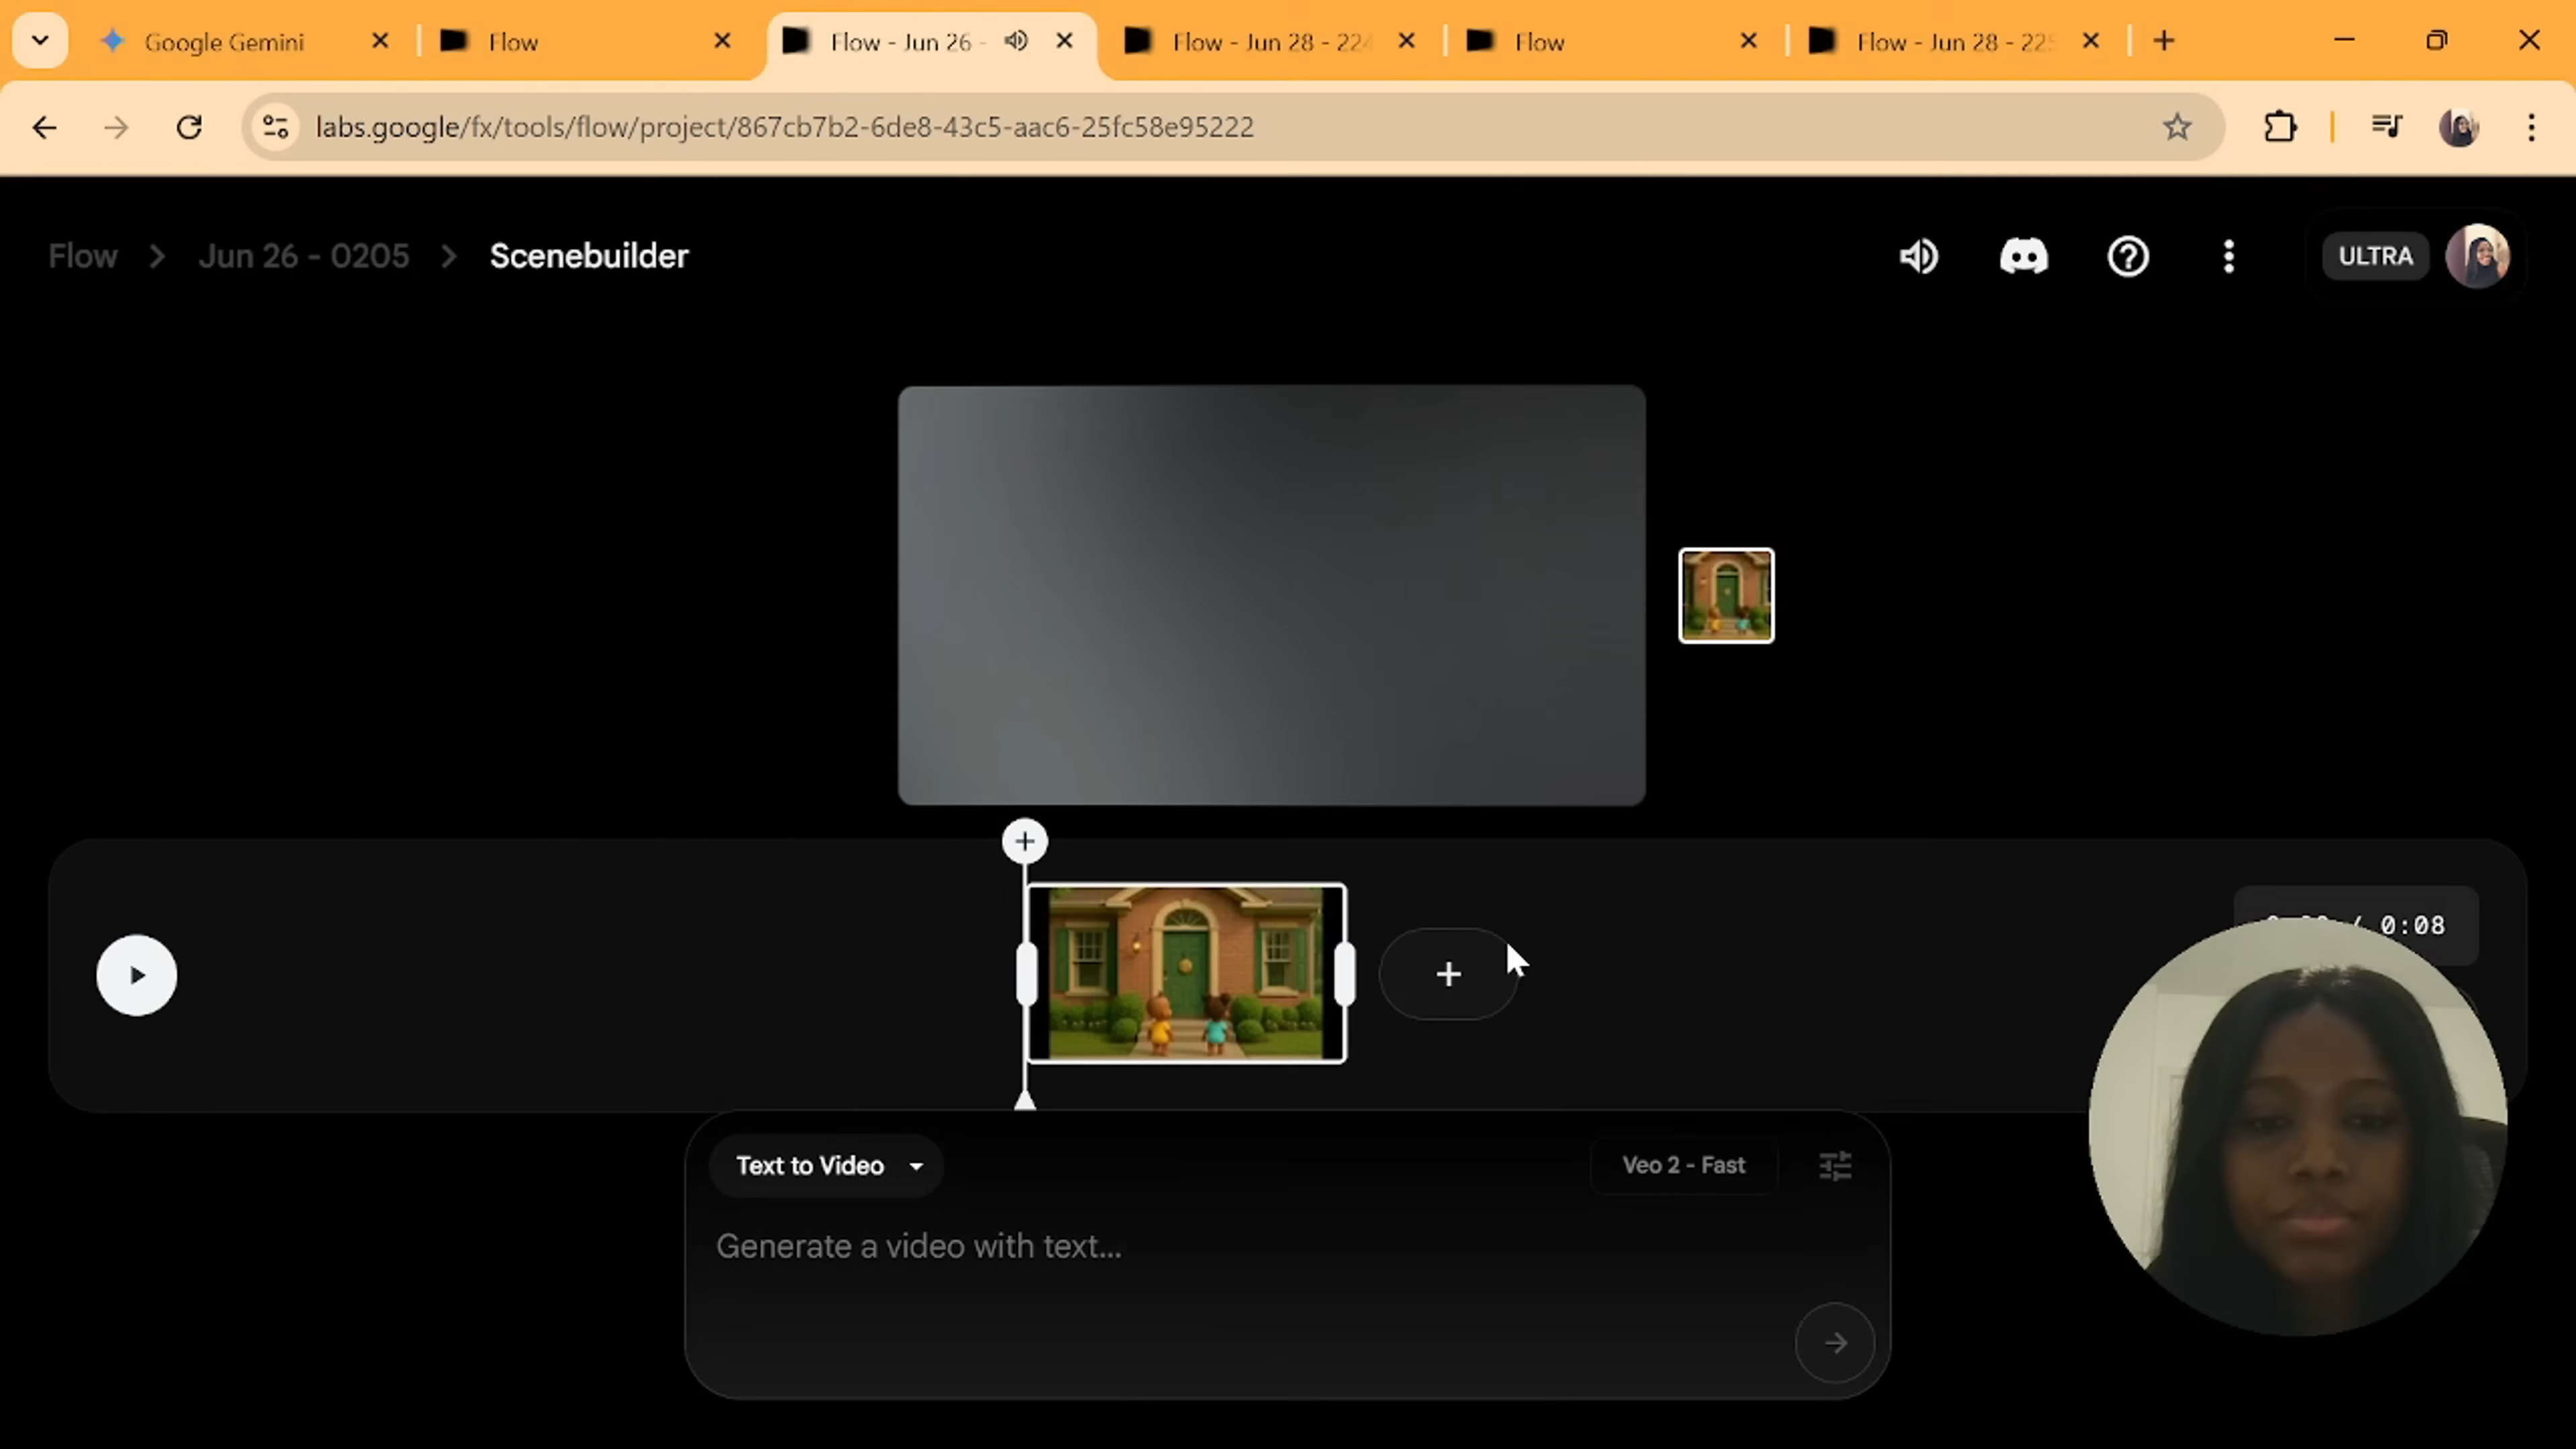 Google Gemini
Flow
Flow - Jun 26 -
Flow - Jun 28 - 224
Flow
Flow - Jun 28 - 225
labs.google/fx/tools/flow/project/867cb7b2-6de8-43c5-aac6-25fc58e95222
Flow > Jun 26 - 0205 > Scenebuilder
ULTRA
/ 0:08
Text to Video
Veo 2 - Fast
Generate a video with text...